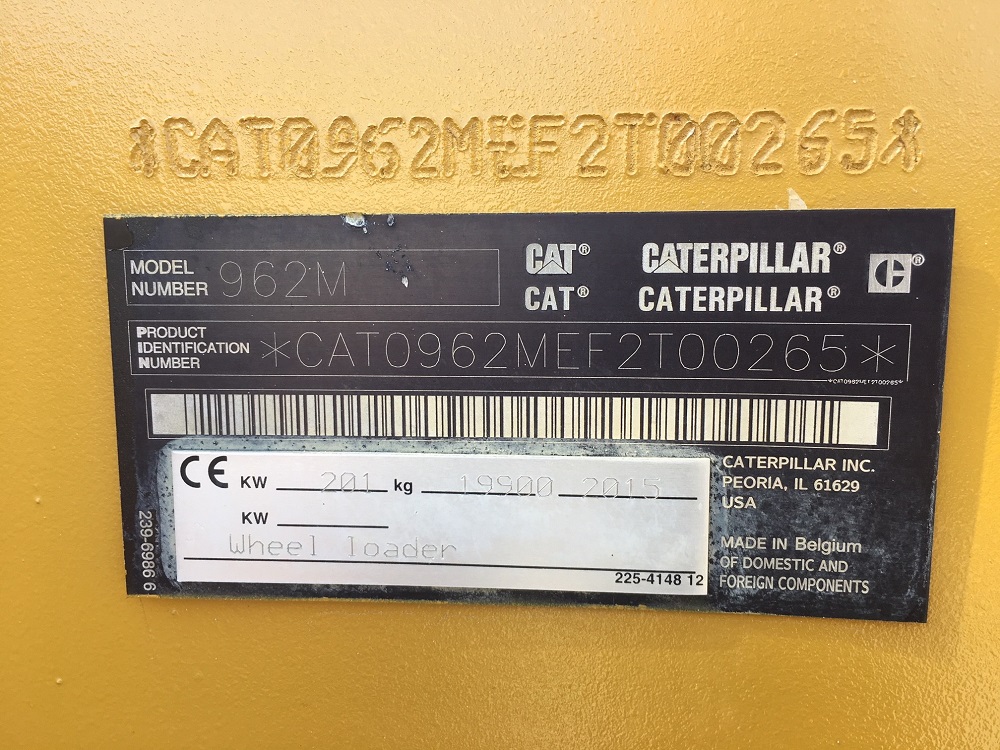 *CAT0962MEF2T00265*
MODEL NUMBER 962M
CAT® CATERPILLAR®
CAT® CATERPILLAR®
C®
PRODUCT IDENTIFICATION NUMBER *CAT0962MEF2T00265*
*CAT0962MEF2T00265*
CE KW 201 kg 19900 2015
KW
Wheel loader
225-4148 12
239-6986 6
CATERPILLAR INC.
PEORIA, IL 61629
USA
MADE IN Belgium
OF DOMESTIC AND
FOREIGN COMPONENTS